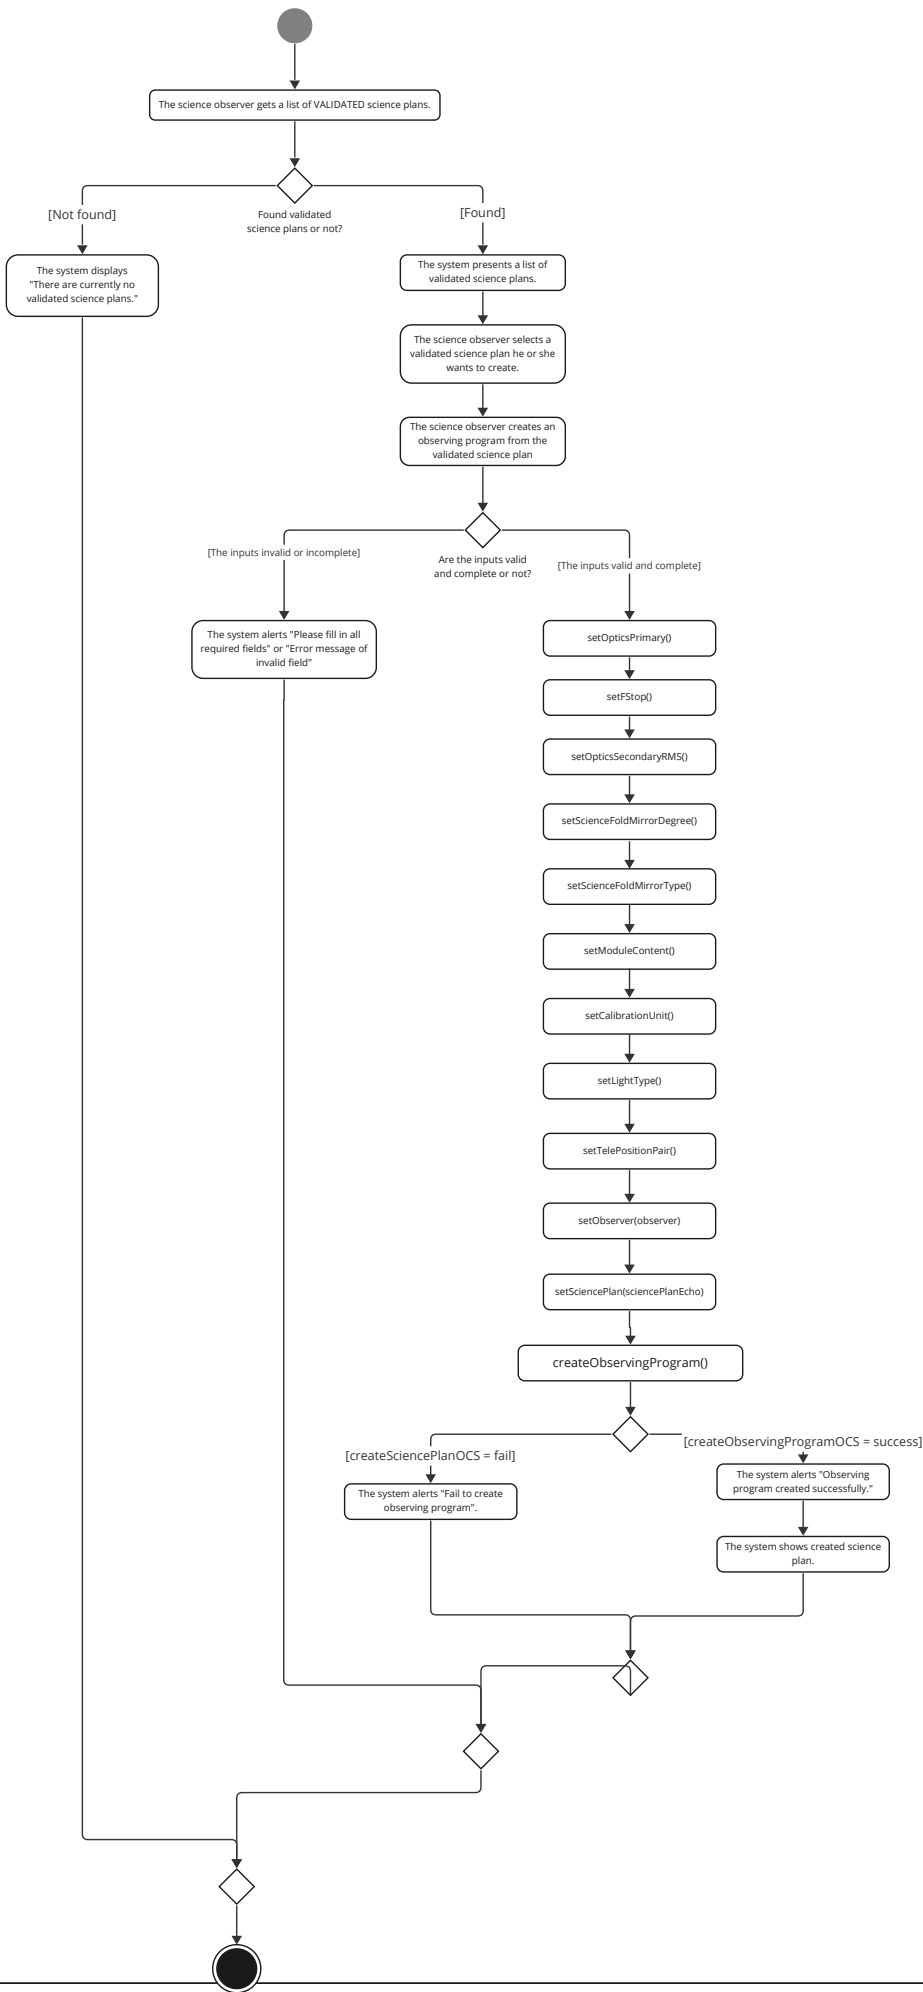 The science observer gets a list of VALIDATED science plans.
[Not found]
Found validated
science plans or not?
[Found]
The system displays
"There are currently no
validated science plans."
The system presents a list of
validated science plans.
The science observer selects a
validated science plan he or she
wants to create.
The science observer creates an
observing program from the
validated science plan
[The inputs invalid or incomplete]
Are the inputs valid
and complete or not?
[The inputs valid and complete]
The system alerts "Please fill in all
required fields" or "Error message of
invalid field"
setOpticsPrimary()
setFStop()
setOpticsSecondaryRMS()
setScienceFoldMirrorDegree()
setScienceFoldMirrorType()
setModuleContent()
setCalibrationUnit()
setLightType()
setTelePositionPair()
setObserver(observer)
setSciencePlan(sciencePlanEcho)
createObservingProgram()
[createSciencePlanOCS = fail]
[createObservingProgramOCS = success]
The system alerts "Fail to create
observing program".
The system alerts "Observing
program created successfully."
The system shows created science
plan.